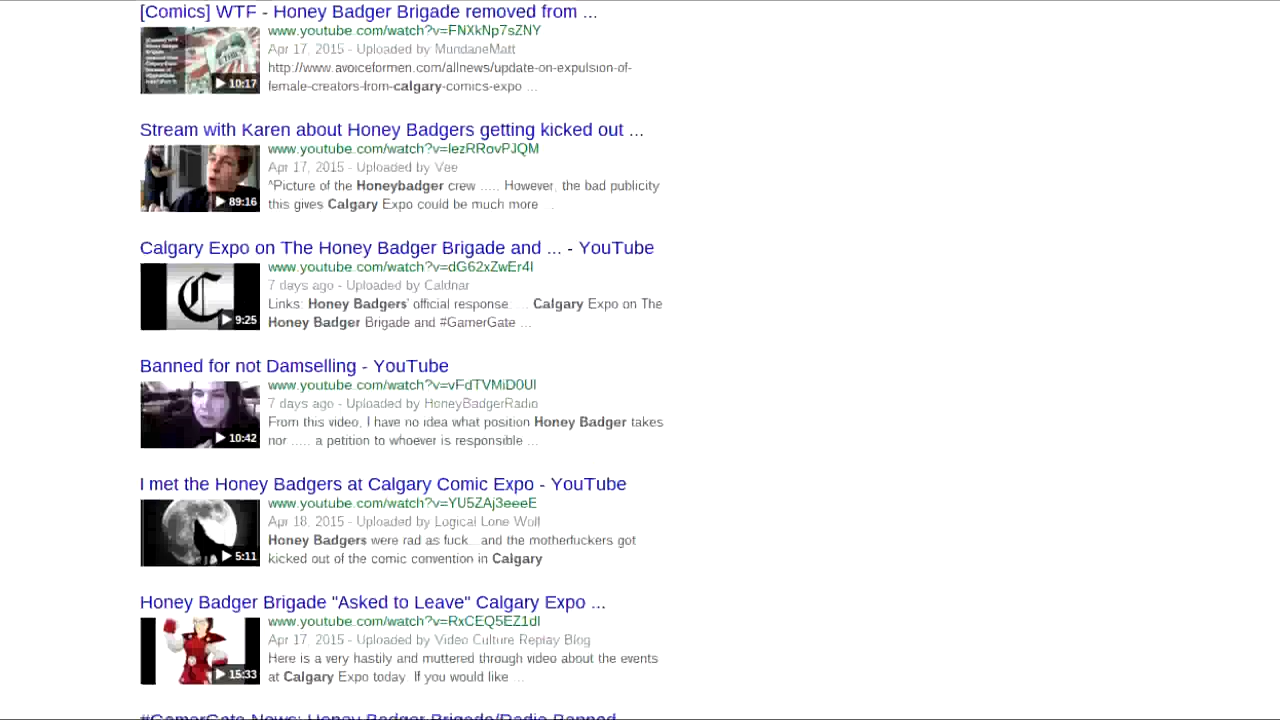 [Comics] WTF - Honey Badger Brigade removed from ...
www.youtube.com/watch?v=FNXkNp7sZNY
Apr 17, 2015 - Uploaded by MundaneMatt
http://www.avoiceformen.com/allnews/update-on-expulsion-of-
female-creators-from-calgary-comics-expo ...
10:17
Stream with Karen about Honey Badgers getting kicked out ...
www.youtube.com/watch?v=IezRRovPJQM
Apr 17, 2015 - Uploaded by Vee
^Picture of the Honeybadger crew ..... However, the bad publicity
this gives Calgary Expo could be much more ...
89:16
Calgary Expo on The Honey Badger Brigade and ... - YouTube
www.youtube.com/watch?v=dG62xZwEr4I
7 days ago - Uploaded by Caldnar
Links: Honey Badgers' official response: ... Calgary Expo on The
Honey Badger Brigade and #GamerGate ...
C
9:25
Banned for not Damselling - YouTube
www.youtube.com/watch?v=vFdTVMiD0UI
7 days ago - Uploaded by HoneyBadgerRadio
From this video, I have no idea what position Honey Badger takes
nor ..... a petition to whoever is responsible ...
10:42
I met the Honey Badgers at Calgary Comic Expo - YouTube
www.youtube.com/watch?v=YU5ZAj3eeeE
Apr 18, 2015 - Uploaded by Logical Lone Wolf
Honey Badgers were rad as fuck... and the motherfuckers got
kicked out of the comic convention in Calgary
5:11
Honey Badger Brigade "Asked to Leave" Calgary Expo ...
www.youtube.com/watch?v=RxCEQ5EZ1dI
Apr 17, 2015 - Uploaded by Video Culture Replay Blog
Here is a very hastily and muttered through video about the events
at Calgary Expo today. If you would like ...
15:33
#GamerGate News: Honey Badger Brigade/Radio Banned